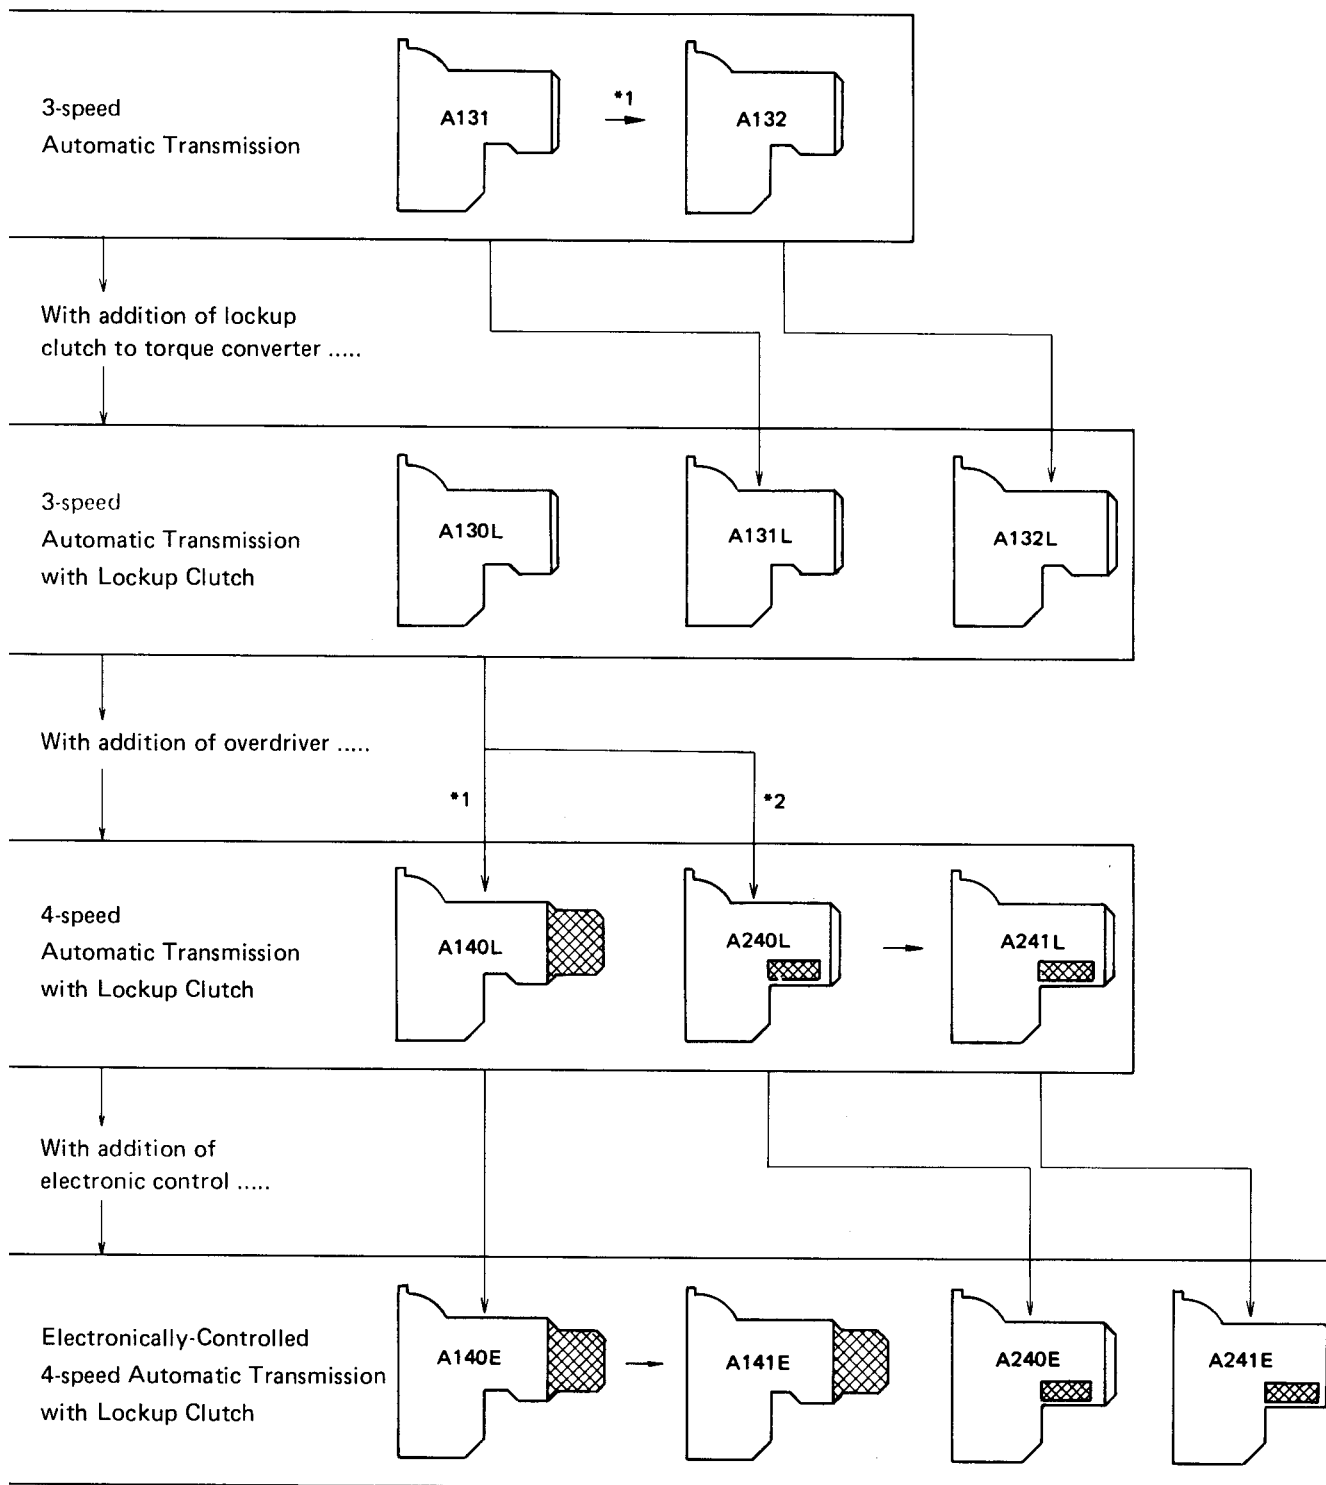 3-speed
Automatic Transmission
A131
*1
A132
With addition of lockup
clutch to torque converter .....
3-speed
Automatic Transmission
with Lockup Clutch
A130L
A131L
A132L
With addition of overdriver .....
*1
*2
4-speed
Automatic Transmission
with Lockup Clutch
A140L
A240L
A241L
With addition of
electronic control .....
Electronically-Controlled
4-speed Automatic Transmission
with Lockup Clutch
A140E
A141E
A240E
A241E